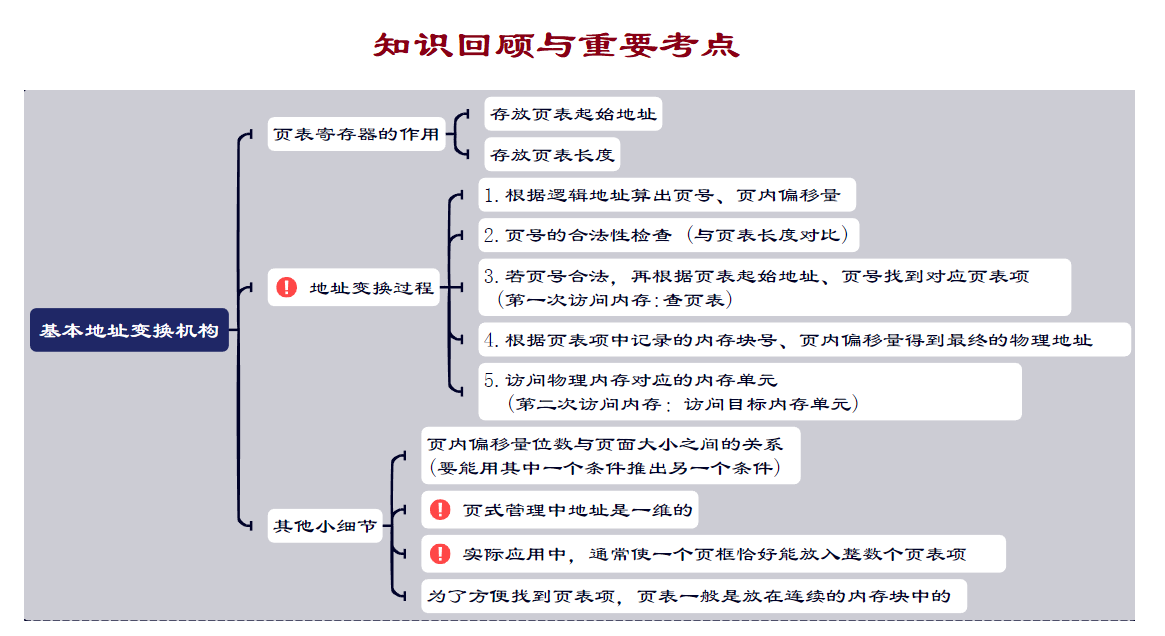 知识回顾与重要考点
基本地址变换机构
页表寄存器的作用
存放页表起始地址
存放页表长度
地址变换过程
1. 根据逻辑地址算出页号、页内偏移量
2. 页号的合法性检查（与页表长度对比）
3. 若页号合法，再根据页表起始地址、页号找到对应页表项
（第一次访问内存：查页表）
4. 根据页表项中记录的内存块号、页内偏移量得到最终的物理地址
5. 访问物理内存对应的内存单元
（第二次访问内存：访问目标内存单元）
其他小细节
页内偏移量位数与页面大小之间的关系
（要能用其中一个条件推出另一个条件）
页式管理中地址是一维的
实际应用中，通常使一个页框恰好能放入整数个页表项
为了方便找到页表项，页表一般是放在连续的内存块中的